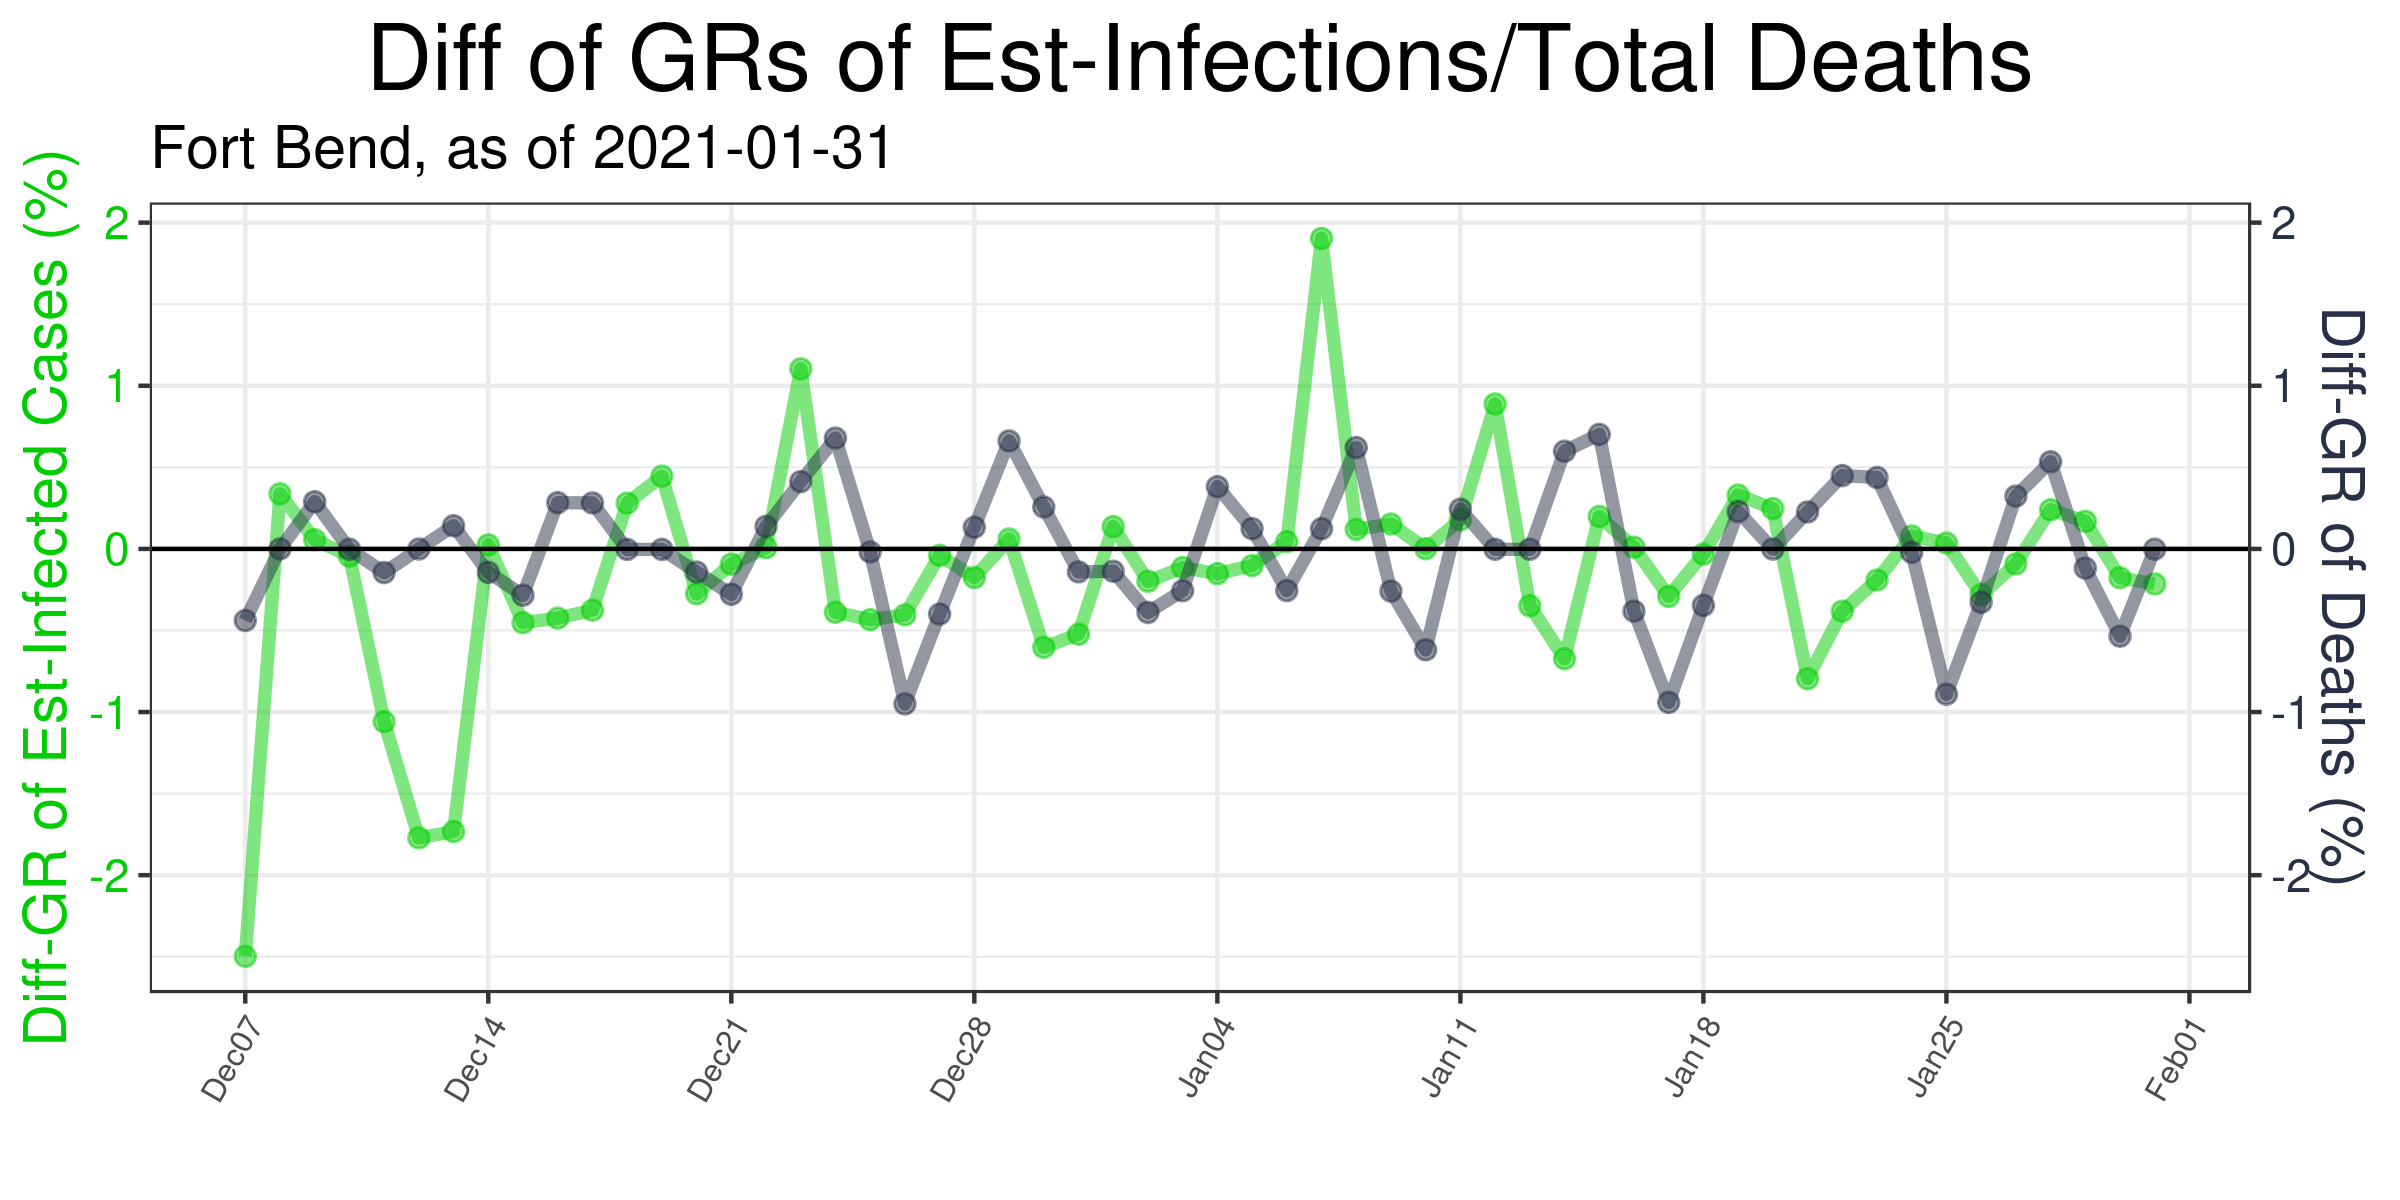 Diff of GRs of Est-Infections/Total Deaths
Fort Bend, as of 2021-01-31
Diff-GR of Est-Infected Cases (%)
2
1
0
-1
-2
2
1
0
-1
-2
Diff-GR of Deaths (%)
Dec07
Dec14
Dec21
Dec28
Jan04
Jan11
Jan18
Jan25
Feb01